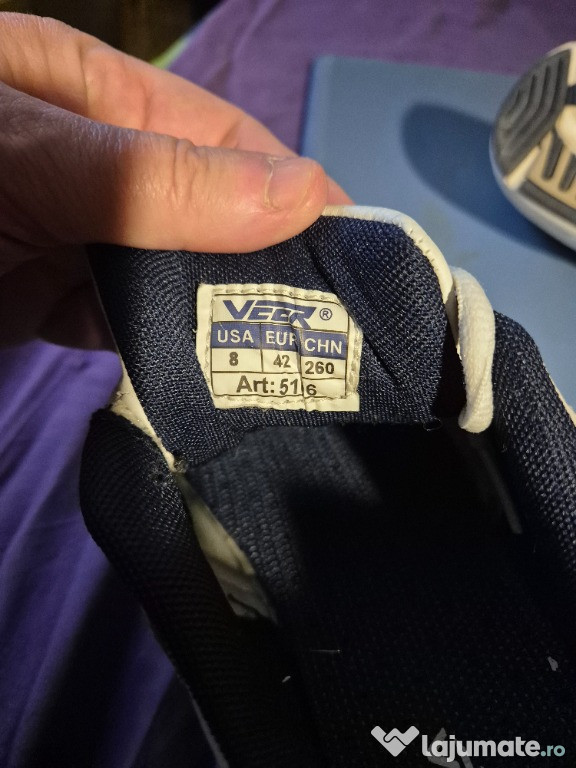 VEER ®
USA EUR CHN
8 42 260
Art: 516
lajumate.ro